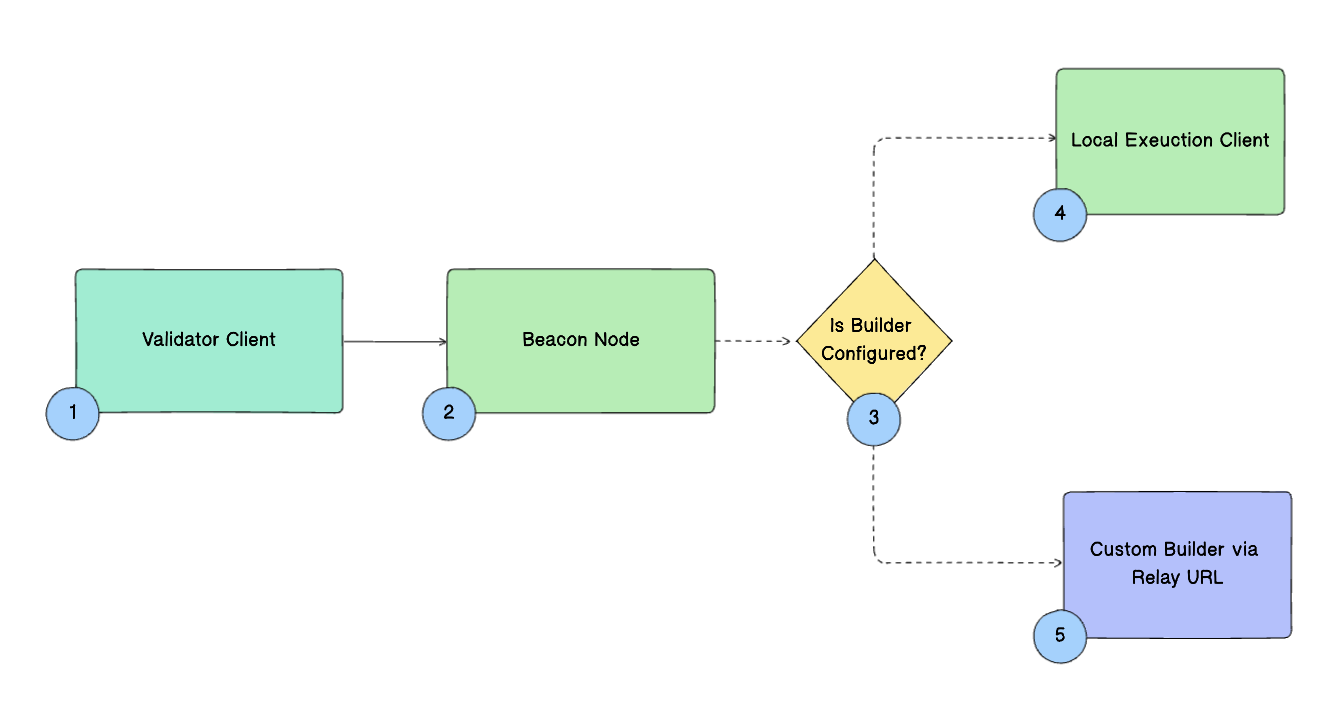 Validator Client
1
Beacon Node
2
Is Builder
Configured?
3
Local Exeuction Client
4
Custom Builder via
Relay URL
5